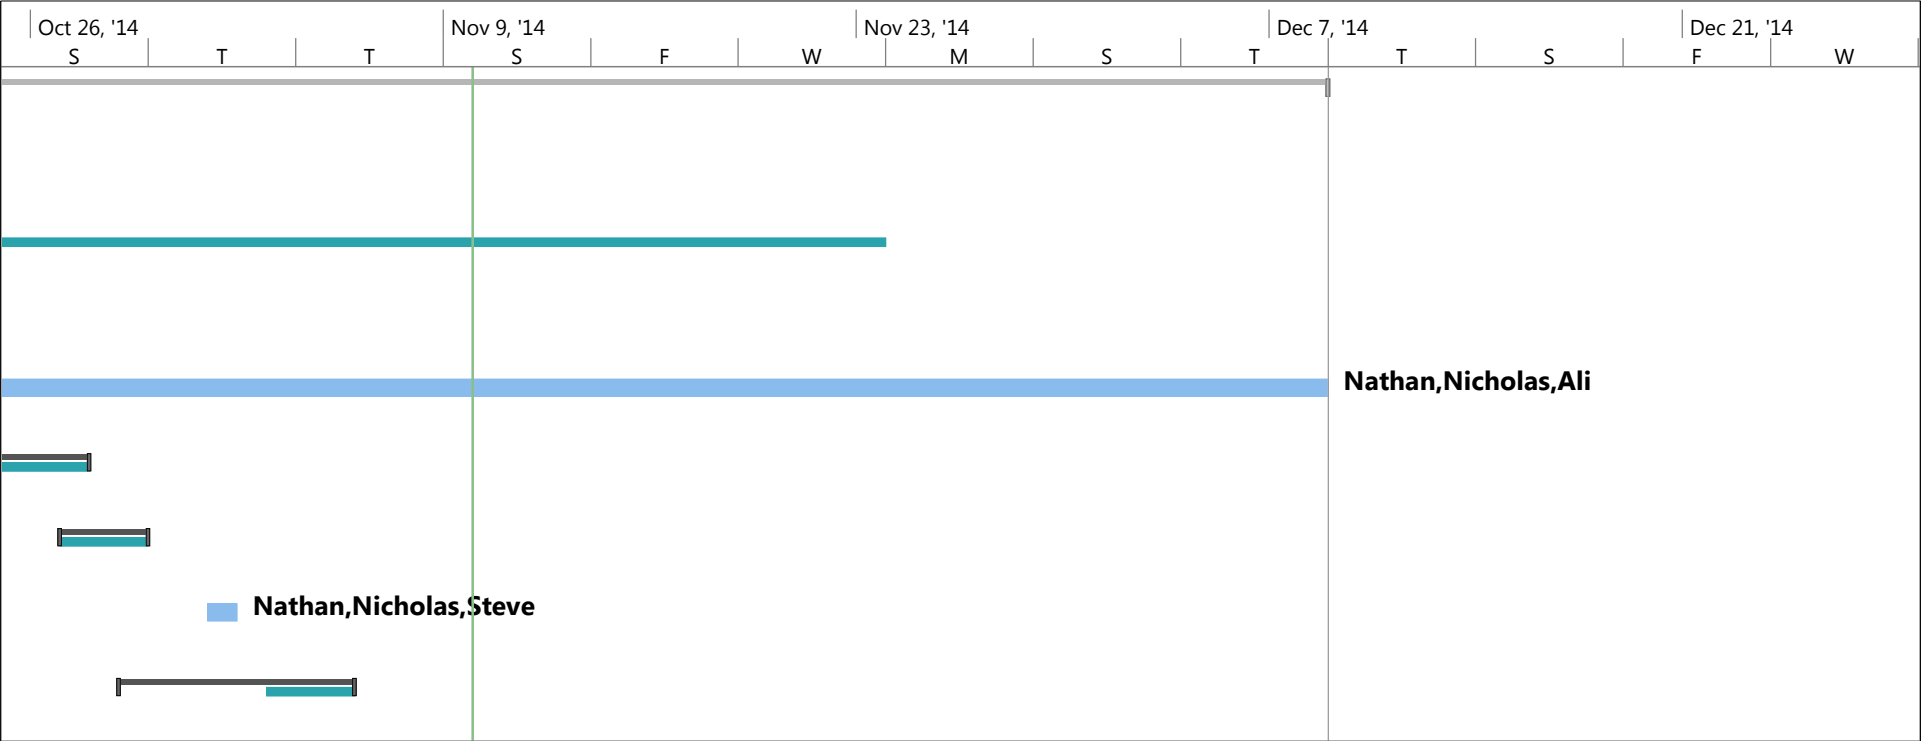 Oct 26, '14 Nov 9, '14 Nov 23, '14 Dec 7, '14 Dec 21, '14
S T T S F W M S T T S F W
Nathan,Nicholas,Ali
Nathan,Nicholas,Steve